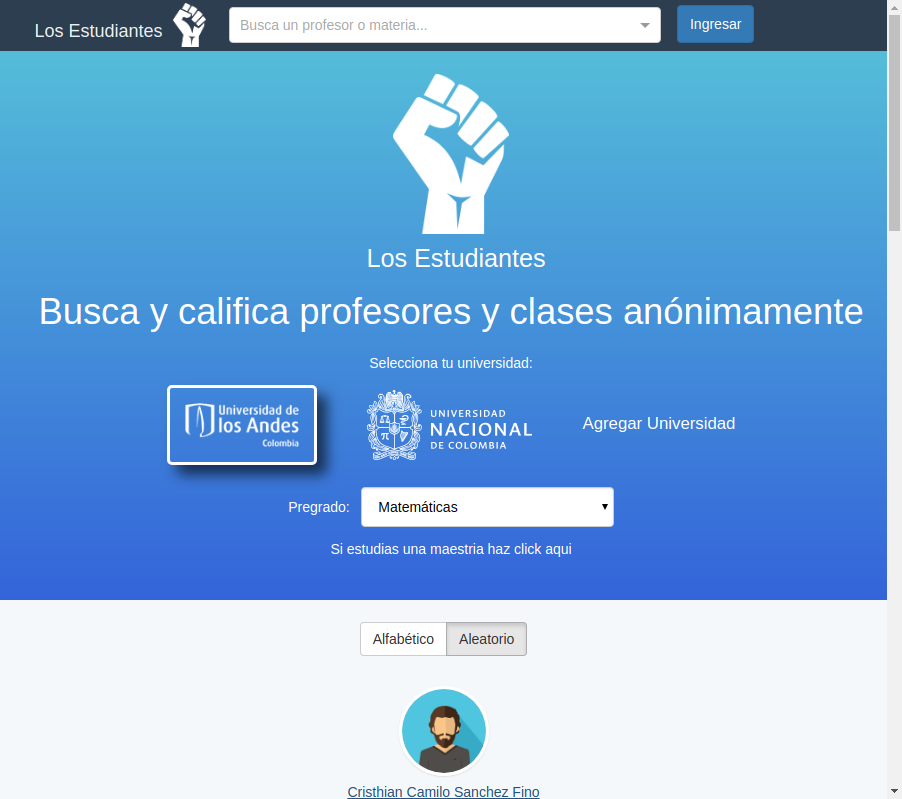 Los Estudiantes
Busca un profesor o materia...
Ingresar
Los Estudiantes
Busca y califica profesores y clases anónimamente
Selecciona tu universidad:
Universidad de
los Andes
Colombia
UNIVERSIDAD
NACIONAL
DE COLOMBIA
Agregar Universidad
Pregrado:
Matemáticas
Si estudias una maestria haz click aqui
Alfabético
Aleatorio
Cristhian Camilo Sanchez Fino